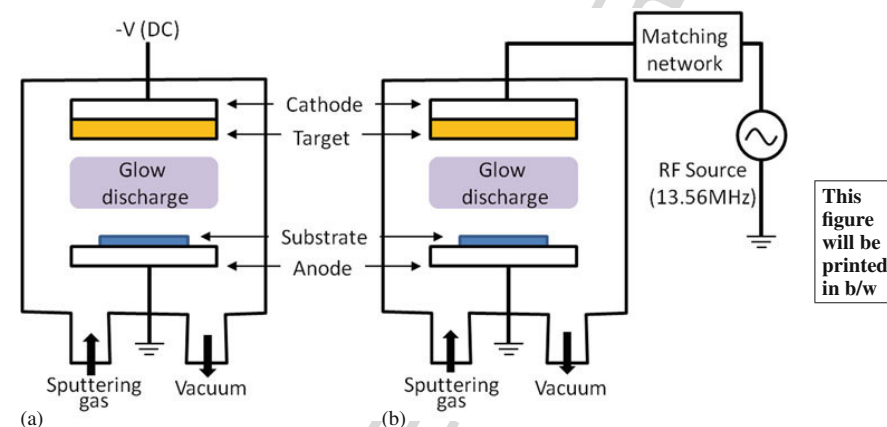 -V (DC)
Matching
network
Cathode
Target
Glow
discharge
Glow
discharge
RF Source
(13.56MHz)
Substrate
Anode
Sputtering
gas
Vacuum
Sputtering
gas
Vacuum
(a)
(b)
This
figure
will be
printed
in b/w